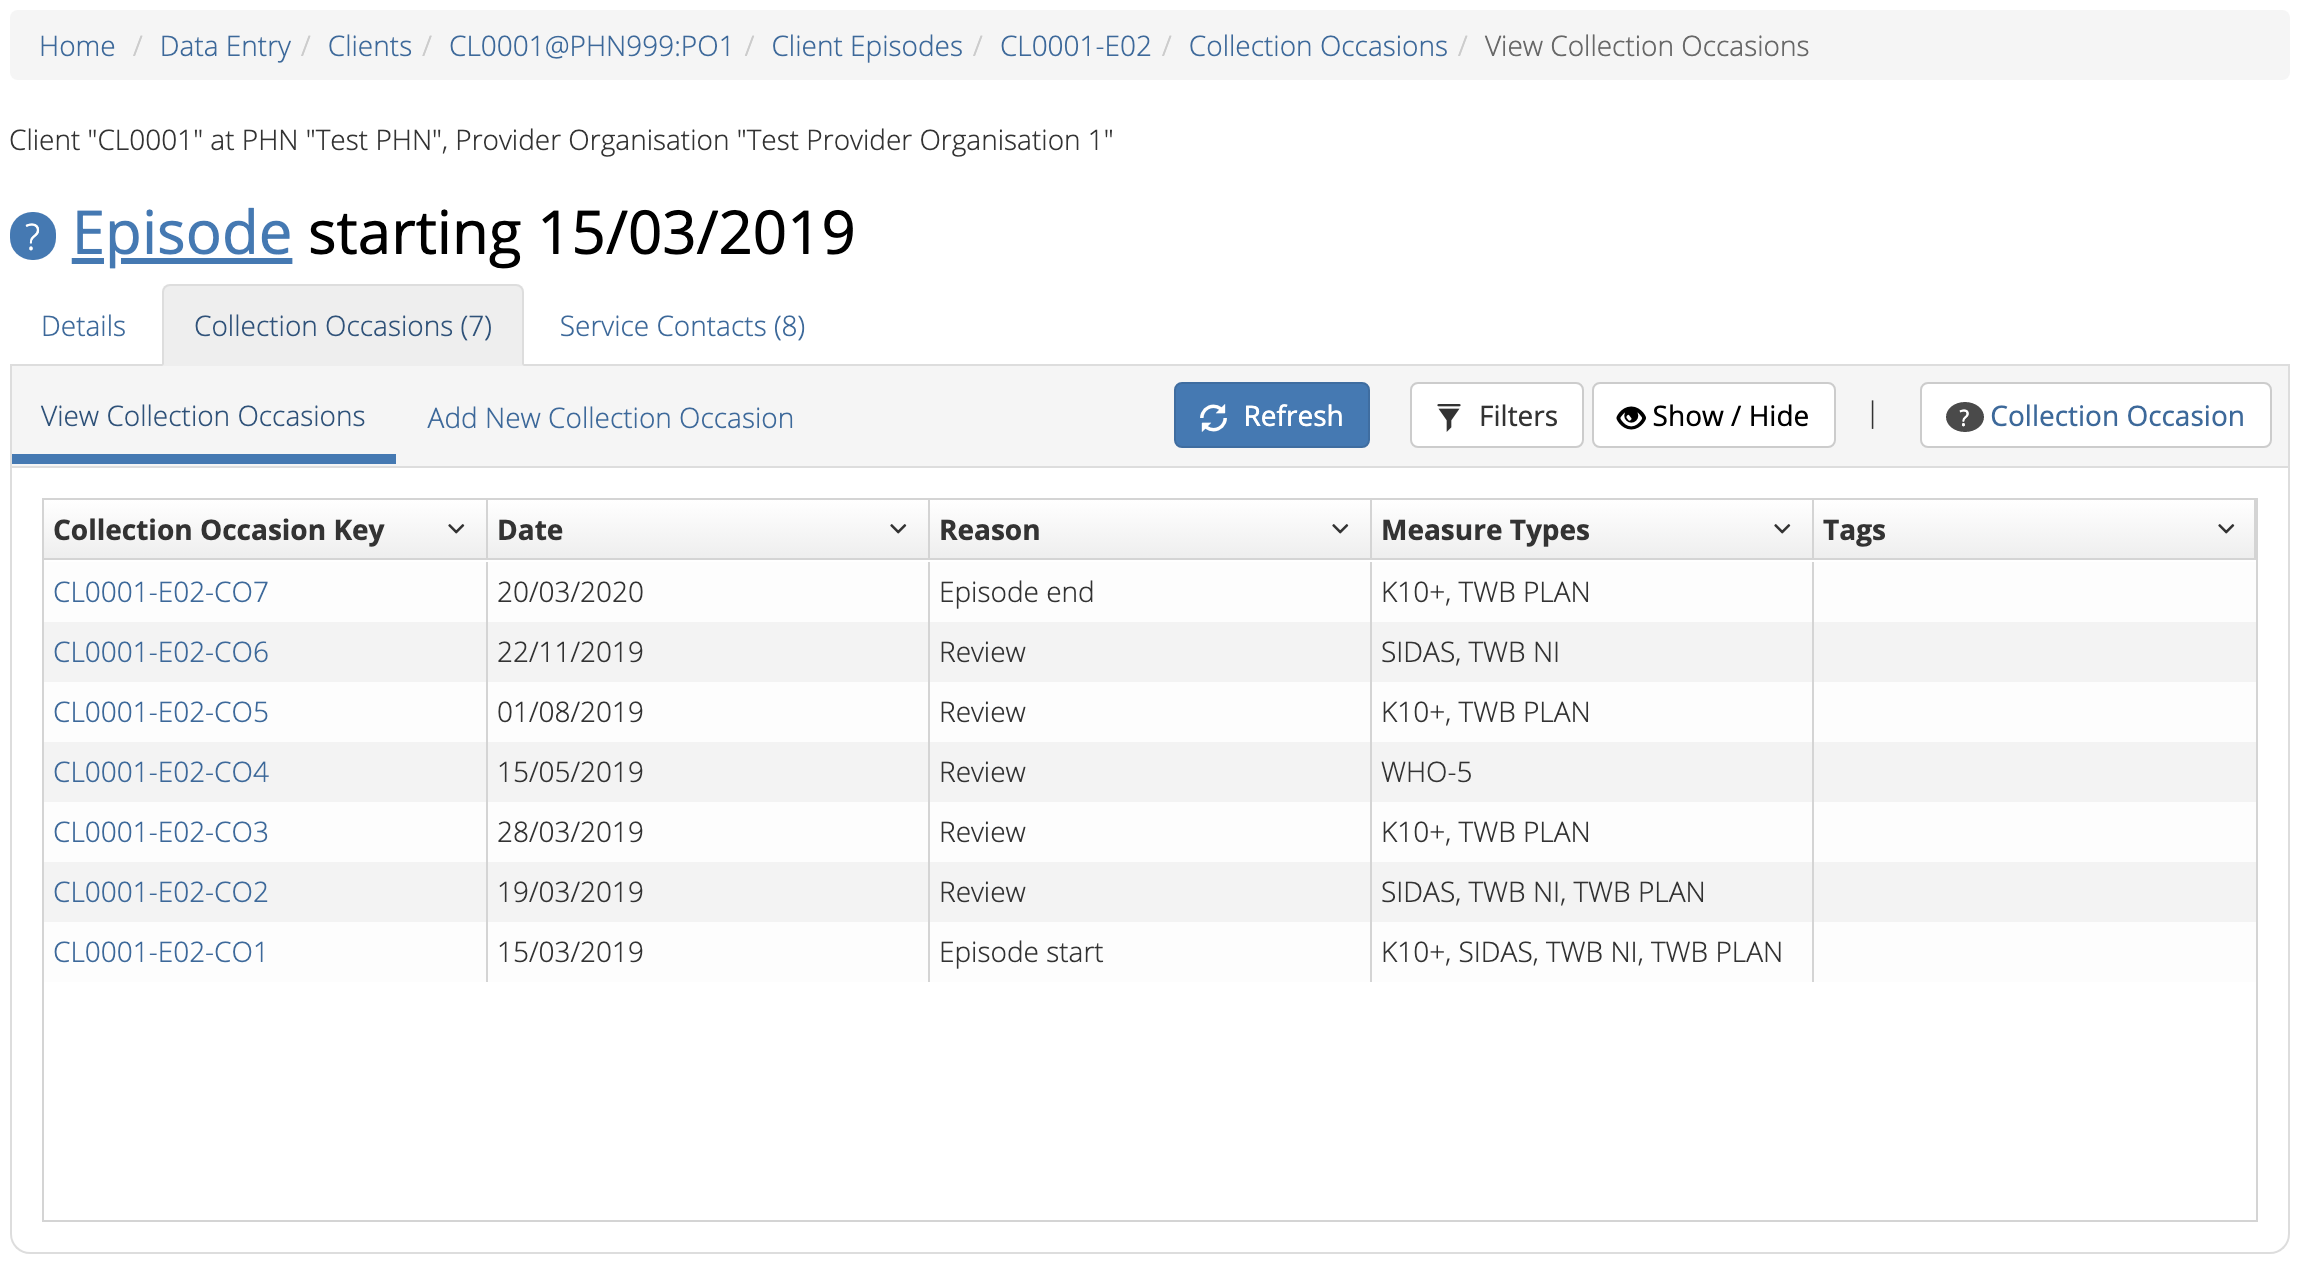 Home / Data Entry / Clients / CL0001@PHN999:PO1 / Client Episodes / CL0001-E02 / Collection Occasions / View Collection Occasions
Client "CL0001" at PHN "Test PHN", Provider Organisation "Test Provider Organisation 1"
? Episode starting 15/03/2019
Details Collection Occasions (7) Service Contacts (8)
View Collection Occasions Add New Collection Occasion Refresh Filters Show / Hide | ? Collection Occasion
Collection Occasion Key Date Reason Measure Types Tags
CL0001-E02-CO7 20/03/2020 Episode end K10+, TWB PLAN
CL0001-E02-CO6 22/11/2019 Review SIDAS, TWB NI
CL0001-E02-CO5 01/08/2019 Review K10+, TWB PLAN
CL0001-E02-CO4 15/05/2019 Review WHO-5
CL0001-E02-CO3 28/03/2019 Review K10+, TWB PLAN
CL0001-E02-CO2 19/03/2019 Review SIDAS, TWB NI, TWB PLAN
CL0001-E02-CO1 15/03/2019 Episode start K10+, SIDAS, TWB NI, TWB PLAN